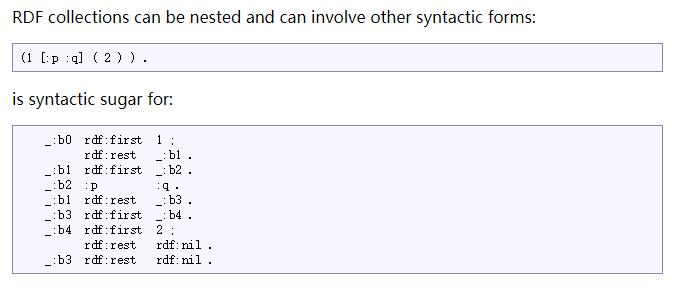 RDF collections can be nested and can involve other syntactic forms:
(1 [:p :q] ( 2 ) ) .
is syntactic sugar for:
_:b0 rdf:first 1 ;
rdf:rest _:b1 .
_:b1 rdf:first _:b2 .
_:b2 :p :q .
_:b1 rdf:rest _:b3 .
_:b3 rdf:first _:b4 .
_:b4 rdf:first 2 ;
rdf:rest rdf:nil .
_:b3 rdf:rest rdf:nil .